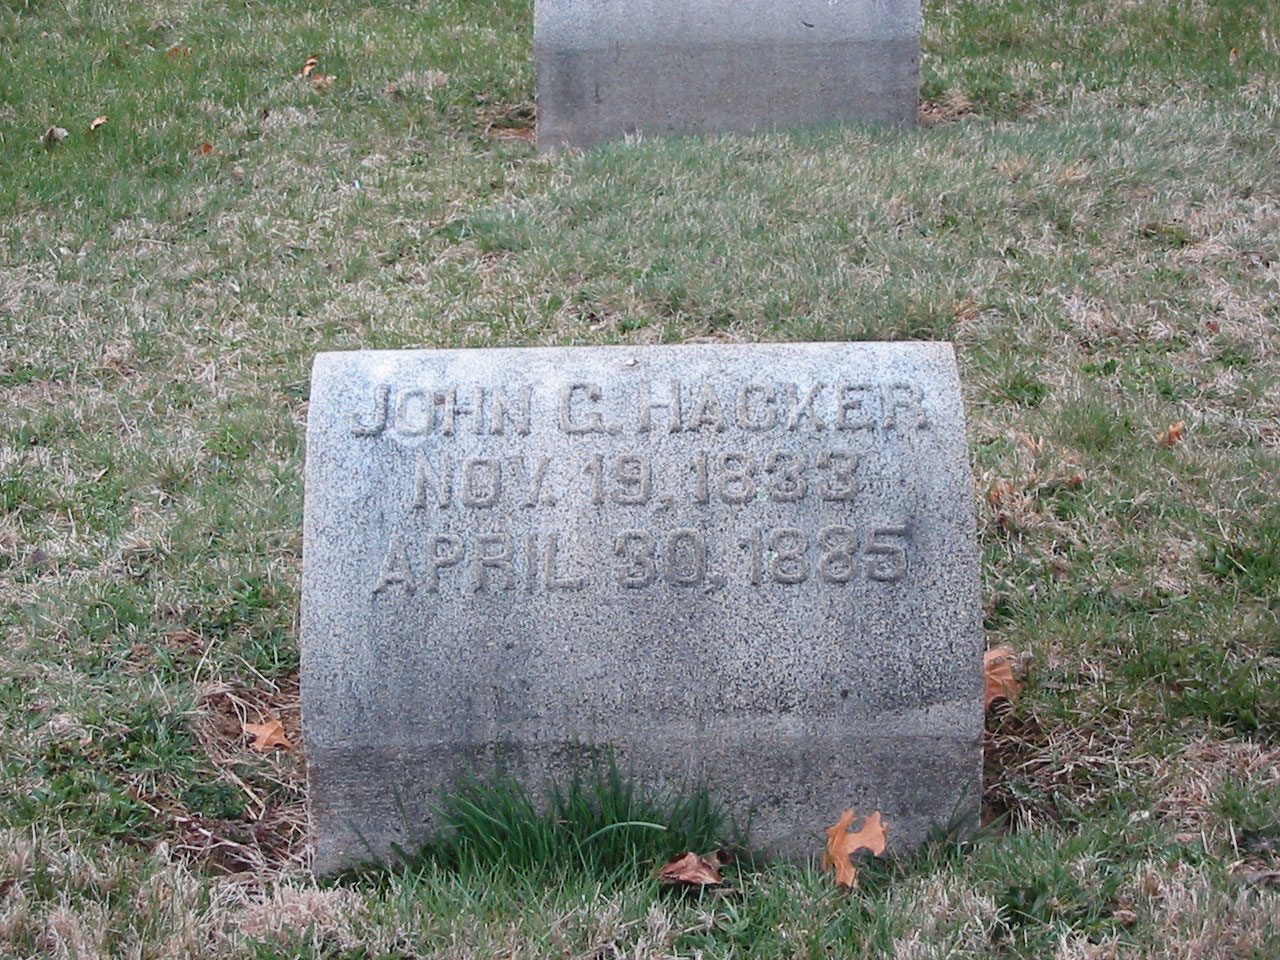 JOHN G. HACKER
NOV. 19, 1833
APRIL 30, 1885